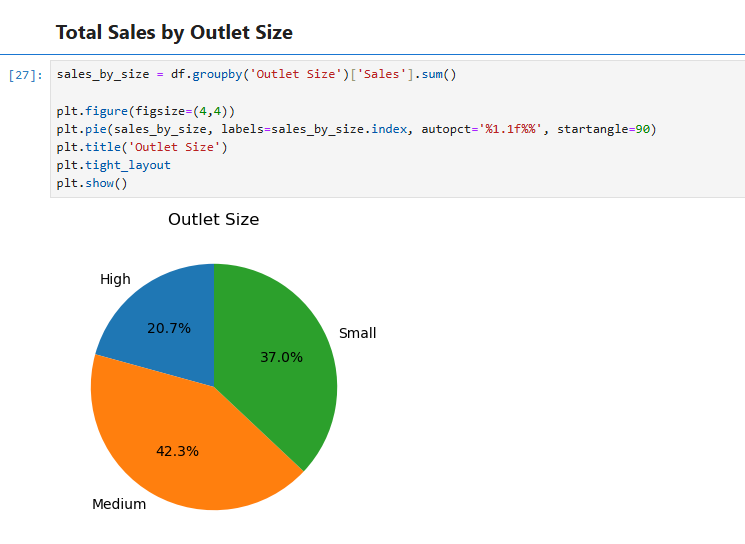 Total Sales by Outlet Size
[27]:
sales_by_size = df.groupby('Outlet Size')['Sales'].sum()
plt.figure(figsize=(4,4))
plt.pie(sales_by_size, labels=sales_by_size.index, autopct='%1.1f%%', startangle=90)
plt.title('Outlet Size')
plt.tight_layout
plt.show()
Outlet Size
High
20.7%
Small
37.0%
42.3%
Medium